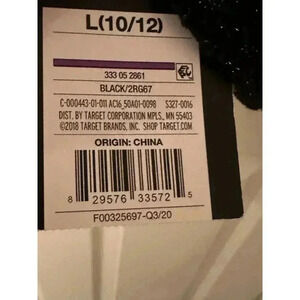 L(10/12)
333 05 2861
BLACK/2RG67
C-000443-01-011 AC16_50A01-0098 S327-0016
DIST. BY TARGET CORPORATION MPLS., MN 55403
©2018 TARGET BRANDS, INC. SHOP TARGET.COM
ORIGIN: CHINA
8 29576 33572 5
F00325697-Q3/20